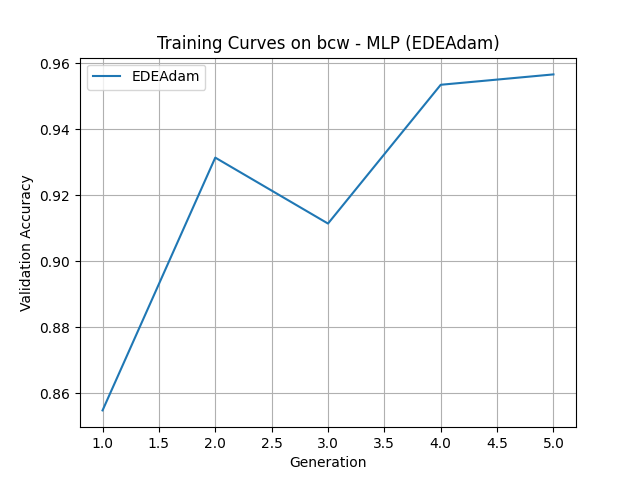 Training Curves on bcw - MLP (EDEAdam)
EDEAdam
0.96
0.94
0.92
0.90
0.88
0.86
Validation Accuracy
1.0 1.5 2.0 2.5 3.0 3.5 4.0 4.5 5.0
Generation